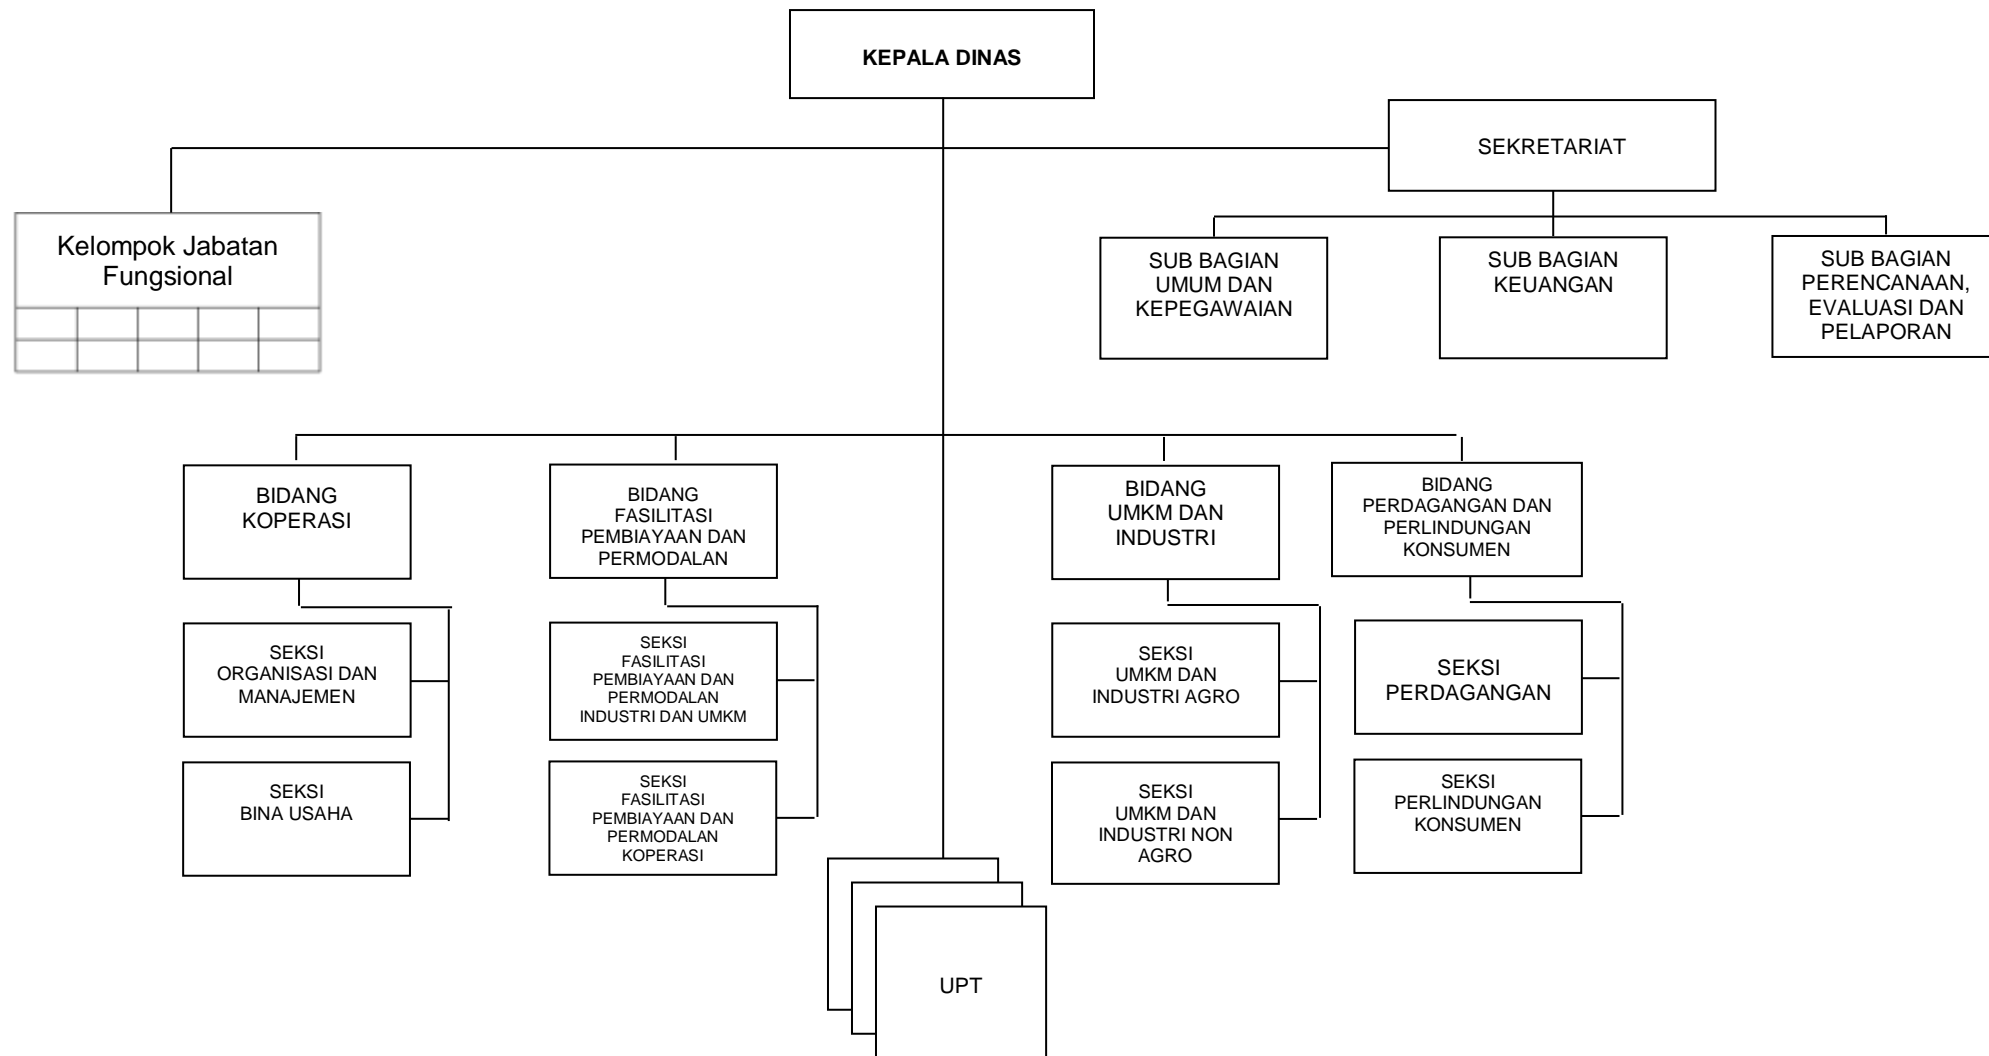 KEPALA DINAS
SEKRETARIAT
Kelompok Jabatan
Fungsional
SUB BAGIAN
UMUM DAN
KEPEGAWAIAN
SUB BAGIAN
KEUANGAN
SUB BAGIAN
PERENCANAAN,
EVALUASI DAN
PELAPORAN
BIDANG
KOPERASI
BIDANG
FASILITASI
PEMBIAYAAN DAN
PERMODALAN
BIDANG
UMKM DAN
INDUSTRI
BIDANG
PERDAGANGAN DAN
PERLINDUNGAN
KONSUMEN
SEKSI
ORGANISASI DAN
MANAJEMEN
SEKSI
FASILITASI
PEMBIAYAAN DAN
PERMODALAN
INDUSTRI DAN UMKM
SEKSI
UMKM DAN
INDUSTRI AGRO
SEKSI
PERDAGANGAN
SEKSI
BINA USAHA
SEKSI
FASILITASI
PEMBIAYAAN DAN
PERMODALAN
KOPERASI
SEKSI
UMKM DAN
INDUSTRI NON
AGRO
SEKSI
PERLINDUNGAN
KONSUMEN
UPT